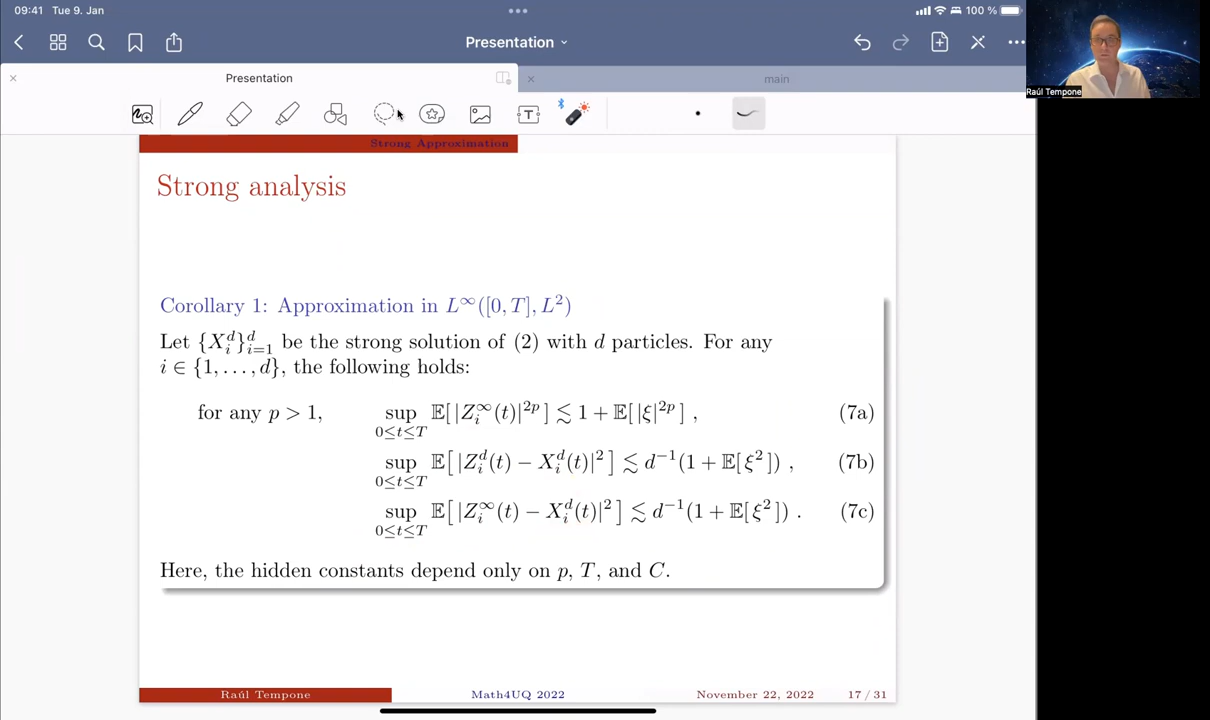 09:41 Tue 9. Jan
100 %
Presentation
Presentation
main
Raúl Tempone
Strong Approximation
Strong analysis
Corollary 1: Approximation in L^∞([0, T], L^2)
Let {X_i^d}_{i=1}^d be the strong solution of (2) with d particles. For any
i ∈ {1, . . . , d}, the following holds:
for any p > 1, sup_{0≤t≤T} 𝔼[ |Z_i^∞(t)|^{2p} ] ≲ 1 + 𝔼[ |ξ|^{2p} ] , (7a)
sup_{0≤t≤T} 𝔼[ |Z_i^d(t) − X_i^d(t)|^2 ] ≲ d^{−1}(1 + 𝔼[ ξ^2 ]) , (7b)
sup_{0≤t≤T} 𝔼[ |Z_i^∞(t) − X_i^d(t)|^2 ] ≲ d^{−1}(1 + 𝔼[ ξ^2 ]) . (7c)
Here, the hidden constants depend only on p, T, and C.
Raúl Tempone Math4UQ 2022 November 22, 2022 17 / 31